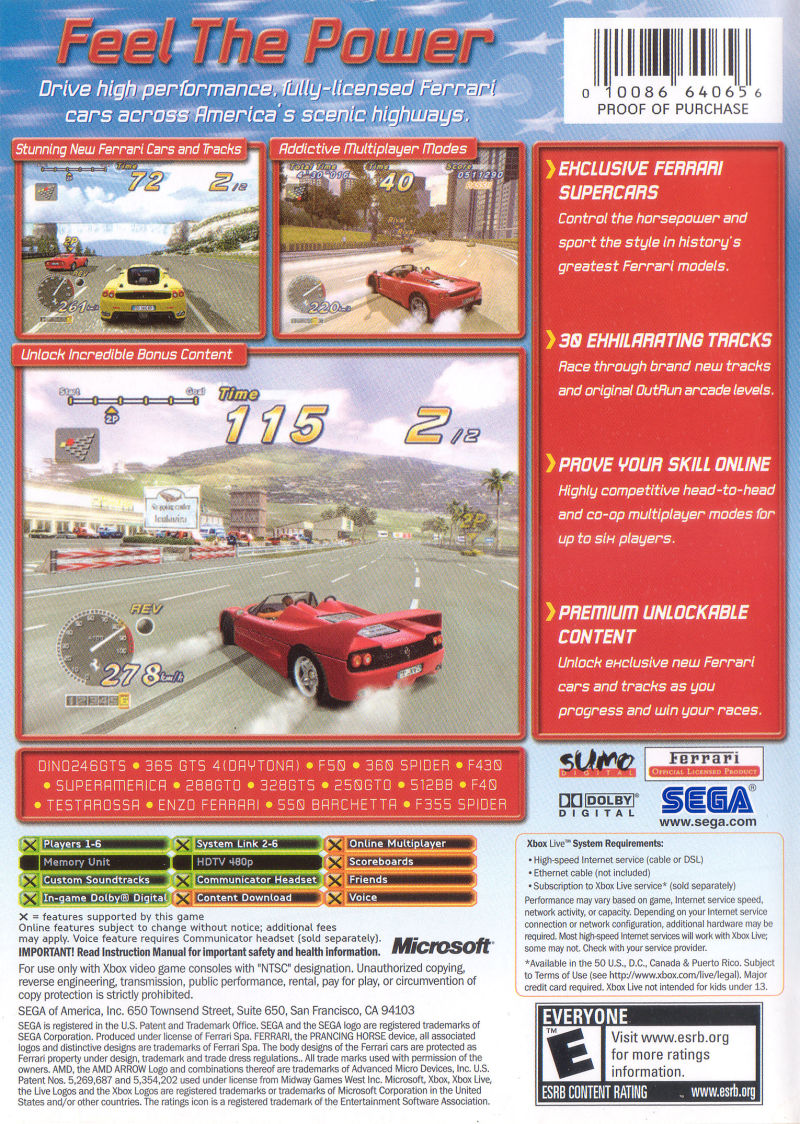 Feel The Power
Drive high performance, fully-licensed Ferrari
cars across America's scenic highways.
0 10086 64065 6
PROOF OF PURCHASE
Stunning New Ferrari Cars and Tracks
Time
72
2/2
2P
REV
261 km/h
Addictive Multiplayer Modes
Total Time
4'30"016
Time
40
Score
0511290
Rival
220 km/h
Unlock Incredible Bonus Content
Start
Goal
2P
Time
115
2/2
2P
REV
278 km/h
EXCLUSIVE FERRARI
SUPERCARS
Control the horsepower and
sport the style in history's
greatest Ferrari models.
30 EXHILARATING TRACKS
Race through brand new tracks
and original OutRun arcade levels.
PROVE YOUR SKILL ONLINE
Highly competitive head-to-head
and co-op multiplayer modes for
up to six players.
PREMIUM UNLOCKABLE
CONTENT
Unlock exclusive new Ferrari
cars and tracks as you
progress and win your races.
DINO246GTS • 365 GTS 4(DAYTONA) • F50 • 360 SPIDER • F430
• SUPERAMERICA • 288GTO • 328GTS • 250GTO • 512BB • F40
• TESTAROSSA • ENZO FERRARI • 550 BARCHETTA • F355 SPIDER
SUMO
DIGITAL
Ferrari
OFFICIAL LICENSED PRODUCT
DOLBY®
DIGITAL
SEGA®
www.sega.com
Players 1-6
System Link 2-6
Online Multiplayer
Memory Unit
HDTV 480p
Scoreboards
Custom Soundtracks
Communicator Headset
Friends
In-game Dolby® Digital
Content Download
Voice
X = features supported by this game
Online features subject to change without notice; additional fees
may apply. Voice feature requires Communicator headset (sold separately).
IMPORTANT! Read Instruction Manual for important safety and health information.
Microsoft®
For use only with Xbox video game consoles with "NTSC" designation. Unauthorized copying,
reverse engineering, transmission, public performance, rental, pay for play, or circumvention of
copy protection is strictly prohibited.
SEGA of America, Inc. 650 Townsend Street, Suite 650, San Francisco, CA 94103
SEGA is registered in the U.S. Patent and Trademark Office. SEGA and the SEGA logo are registered trademarks of
SEGA Corporation. Produced under license of Ferrari Spa. FERRARI, the PRANCING HORSE device, all associated
logos and distinctive designs are trademarks of Ferrari Spa. The body designs of the Ferrari cars are protected as
Ferrari property under design, trademark and trade dress regulations.. All trade marks used with permission of the
owners. AMD, the AMD ARROW Logo and combinations thereof are trademarks of Advanced Micro Devices, Inc. U.S.
Patent Nos. 5,269,687 and 5,354,202 used under license from Midway Games West Inc. Microsoft, Xbox, Xbox Live,
the Live Logos and the Xbox Logos are registered trademarks or trademarks of Microsoft Corporation in the United
States and/or other countries. The ratings icon is a registered trademark of the Entertainment Software Association.
Xbox Live™ System Requirements:
• High-speed Internet service (cable or DSL)
• Ethernet cable (not included)
• Subscription to Xbox Live service* (sold separately)
Performance may vary based on game, Internet service speed,
network activity, or capacity. Depending on your Internet service
connection or network configuration, additional hardware may be
required. Most high-speed Internet services will work with Xbox Live;
some may not. Check with your service provider.
*Available in the 50 U.S., D.C., Canada & Puerto Rico. Subject
to Terms of Use (see http://www.xbox.com/live/legal). Major
credit card required. Xbox Live not intended for kids under 13.
EVERYONE
E
TM
Visit www.esrb.org
for more ratings
information.
ESRB CONTENT RATING
www.esrb.org